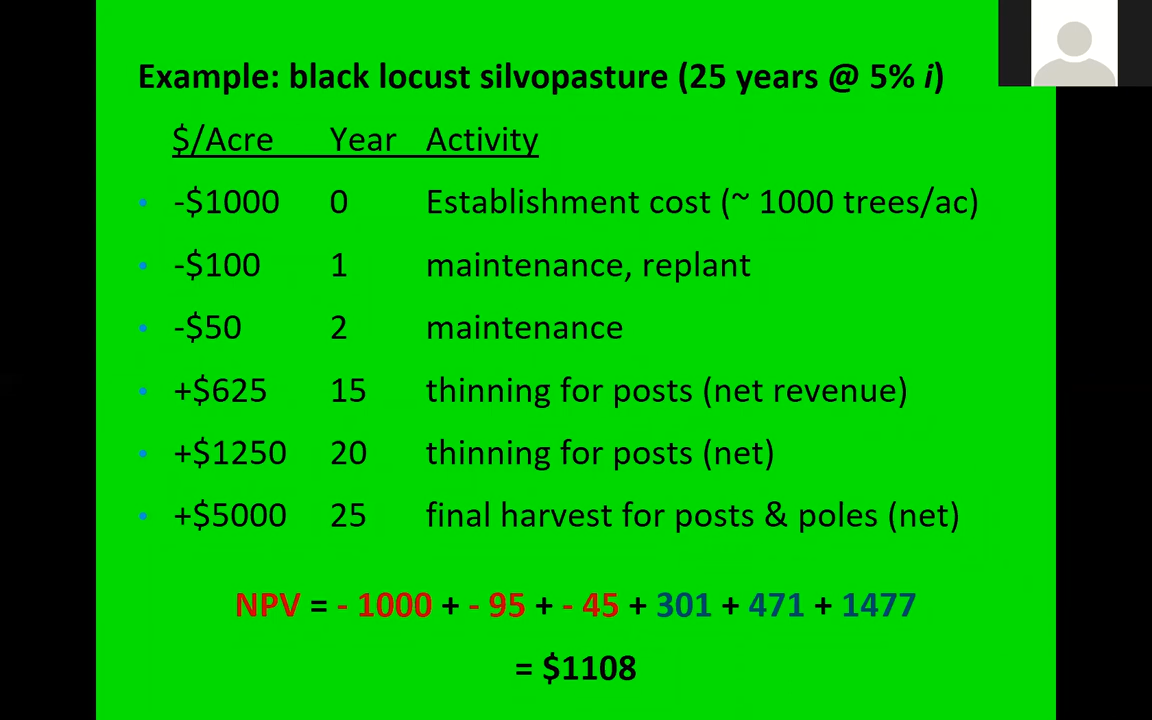 Example: black locust silvopasture (25 years @ 5% i)
$/Acre Year Activity
• -$1000 0 Establishment cost (~ 1000 trees/ac)
• -$100 1 maintenance, replant
• -$50 2 maintenance
• +$625 15 thinning for posts (net revenue)
• +$1250 20 thinning for posts (net)
• +$5000 25 final harvest for posts & poles (net)
NPV = - 1000 + - 95 + - 45 + 301 + 471 + 1477
= $1108